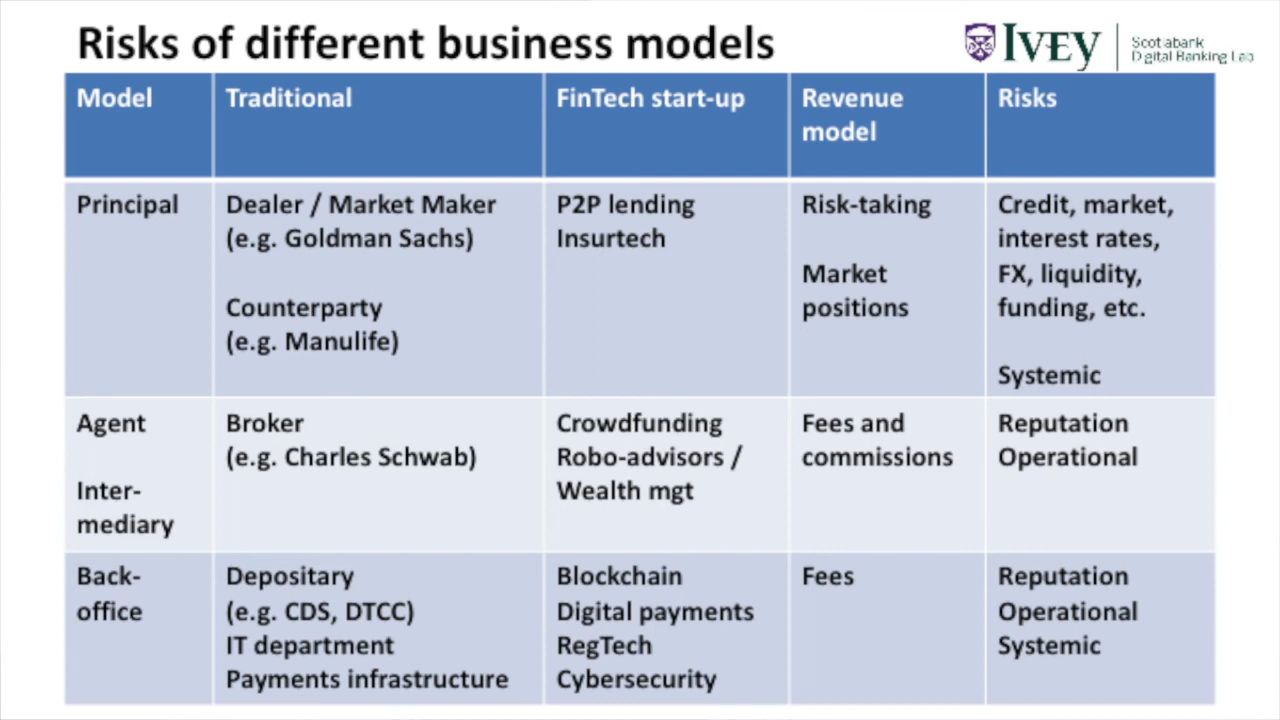 Risks of different business models
IVEY
Scotiabank
Digital Banking Lab
Model
Traditional
FinTech start-up
Revenue
model
Risks
Principal
Dealer / Market Maker
(e.g. Goldman Sachs)
Counterparty
(e.g. Manulife)
P2P lending
Insurtech
Risk-taking
Market
positions
Credit, market,
interest rates,
FX, liquidity,
funding, etc.
Systemic
Agent
Inter-
mediary
Broker
(e.g. Charles Schwab)
Crowdfunding
Robo-advisors /
Wealth mgt
Fees and
commissions
Reputation
Operational
Back-
office
Depositary
(e.g. CDS, DTCC)
IT department
Payments infrastructure
Blockchain
Digital payments
RegTech
Cybersecurity
Fees
Reputation
Operational
Systemic